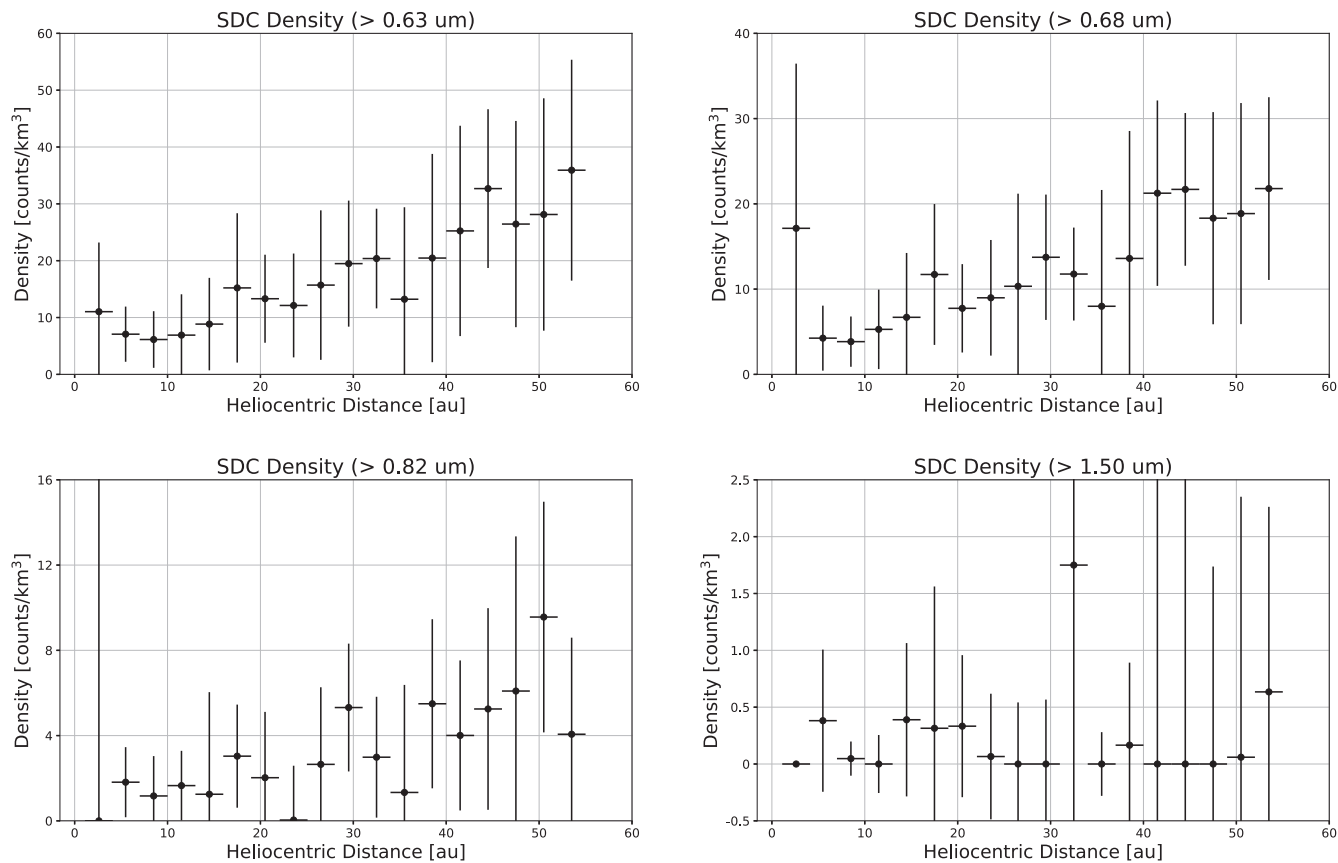 SDC Density (> 0.63 um)
60
50
40
30
20
10
0
Density [counts/km³]
0 10 20 30 40 50 60
Heliocentric Distance [au]
SDC Density (> 0.68 um)
40
30
20
10
0
Density [counts/km³]
0 10 20 30 40 50 60
Heliocentric Distance [au]
SDC Density (> 0.82 um)
16
12
8
4
0
Density [counts/km³]
0 10 20 30 40 50 60
Heliocentric Distance [au]
SDC Density (> 1.50 um)
2.5
2.0
1.5
1.0
0.5
0
-0.5
Density [counts/km³]
0 10 20 30 40 50 60
Heliocentric Distance [au]